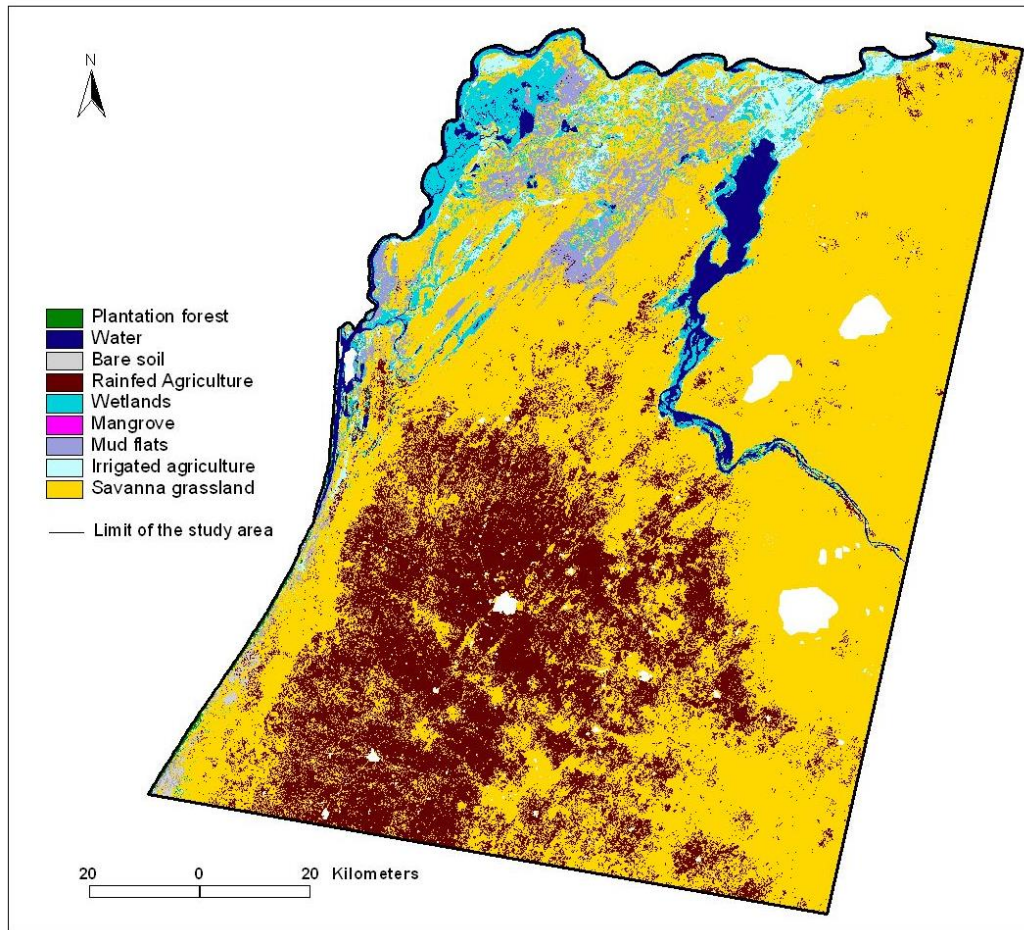 N
Plantation forest
Water
Bare soil
Rainfed Agriculture
Wetlands
Mangrove
Mud flats
Irrigated agriculture
Savanna grassland
Limit of the study area
20 0 20 Kilometers